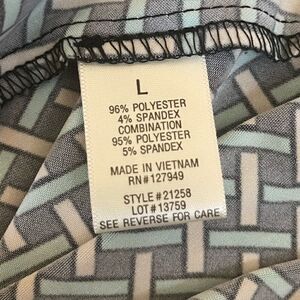 L
96% POLYESTER
4% SPANDEX
COMBINATION
95% POLYESTER
5% SPANDEX
MADE IN VIETNAM
RN#127949
STYLE#21258
LOT#13759
SEE REVERSE FOR CARE